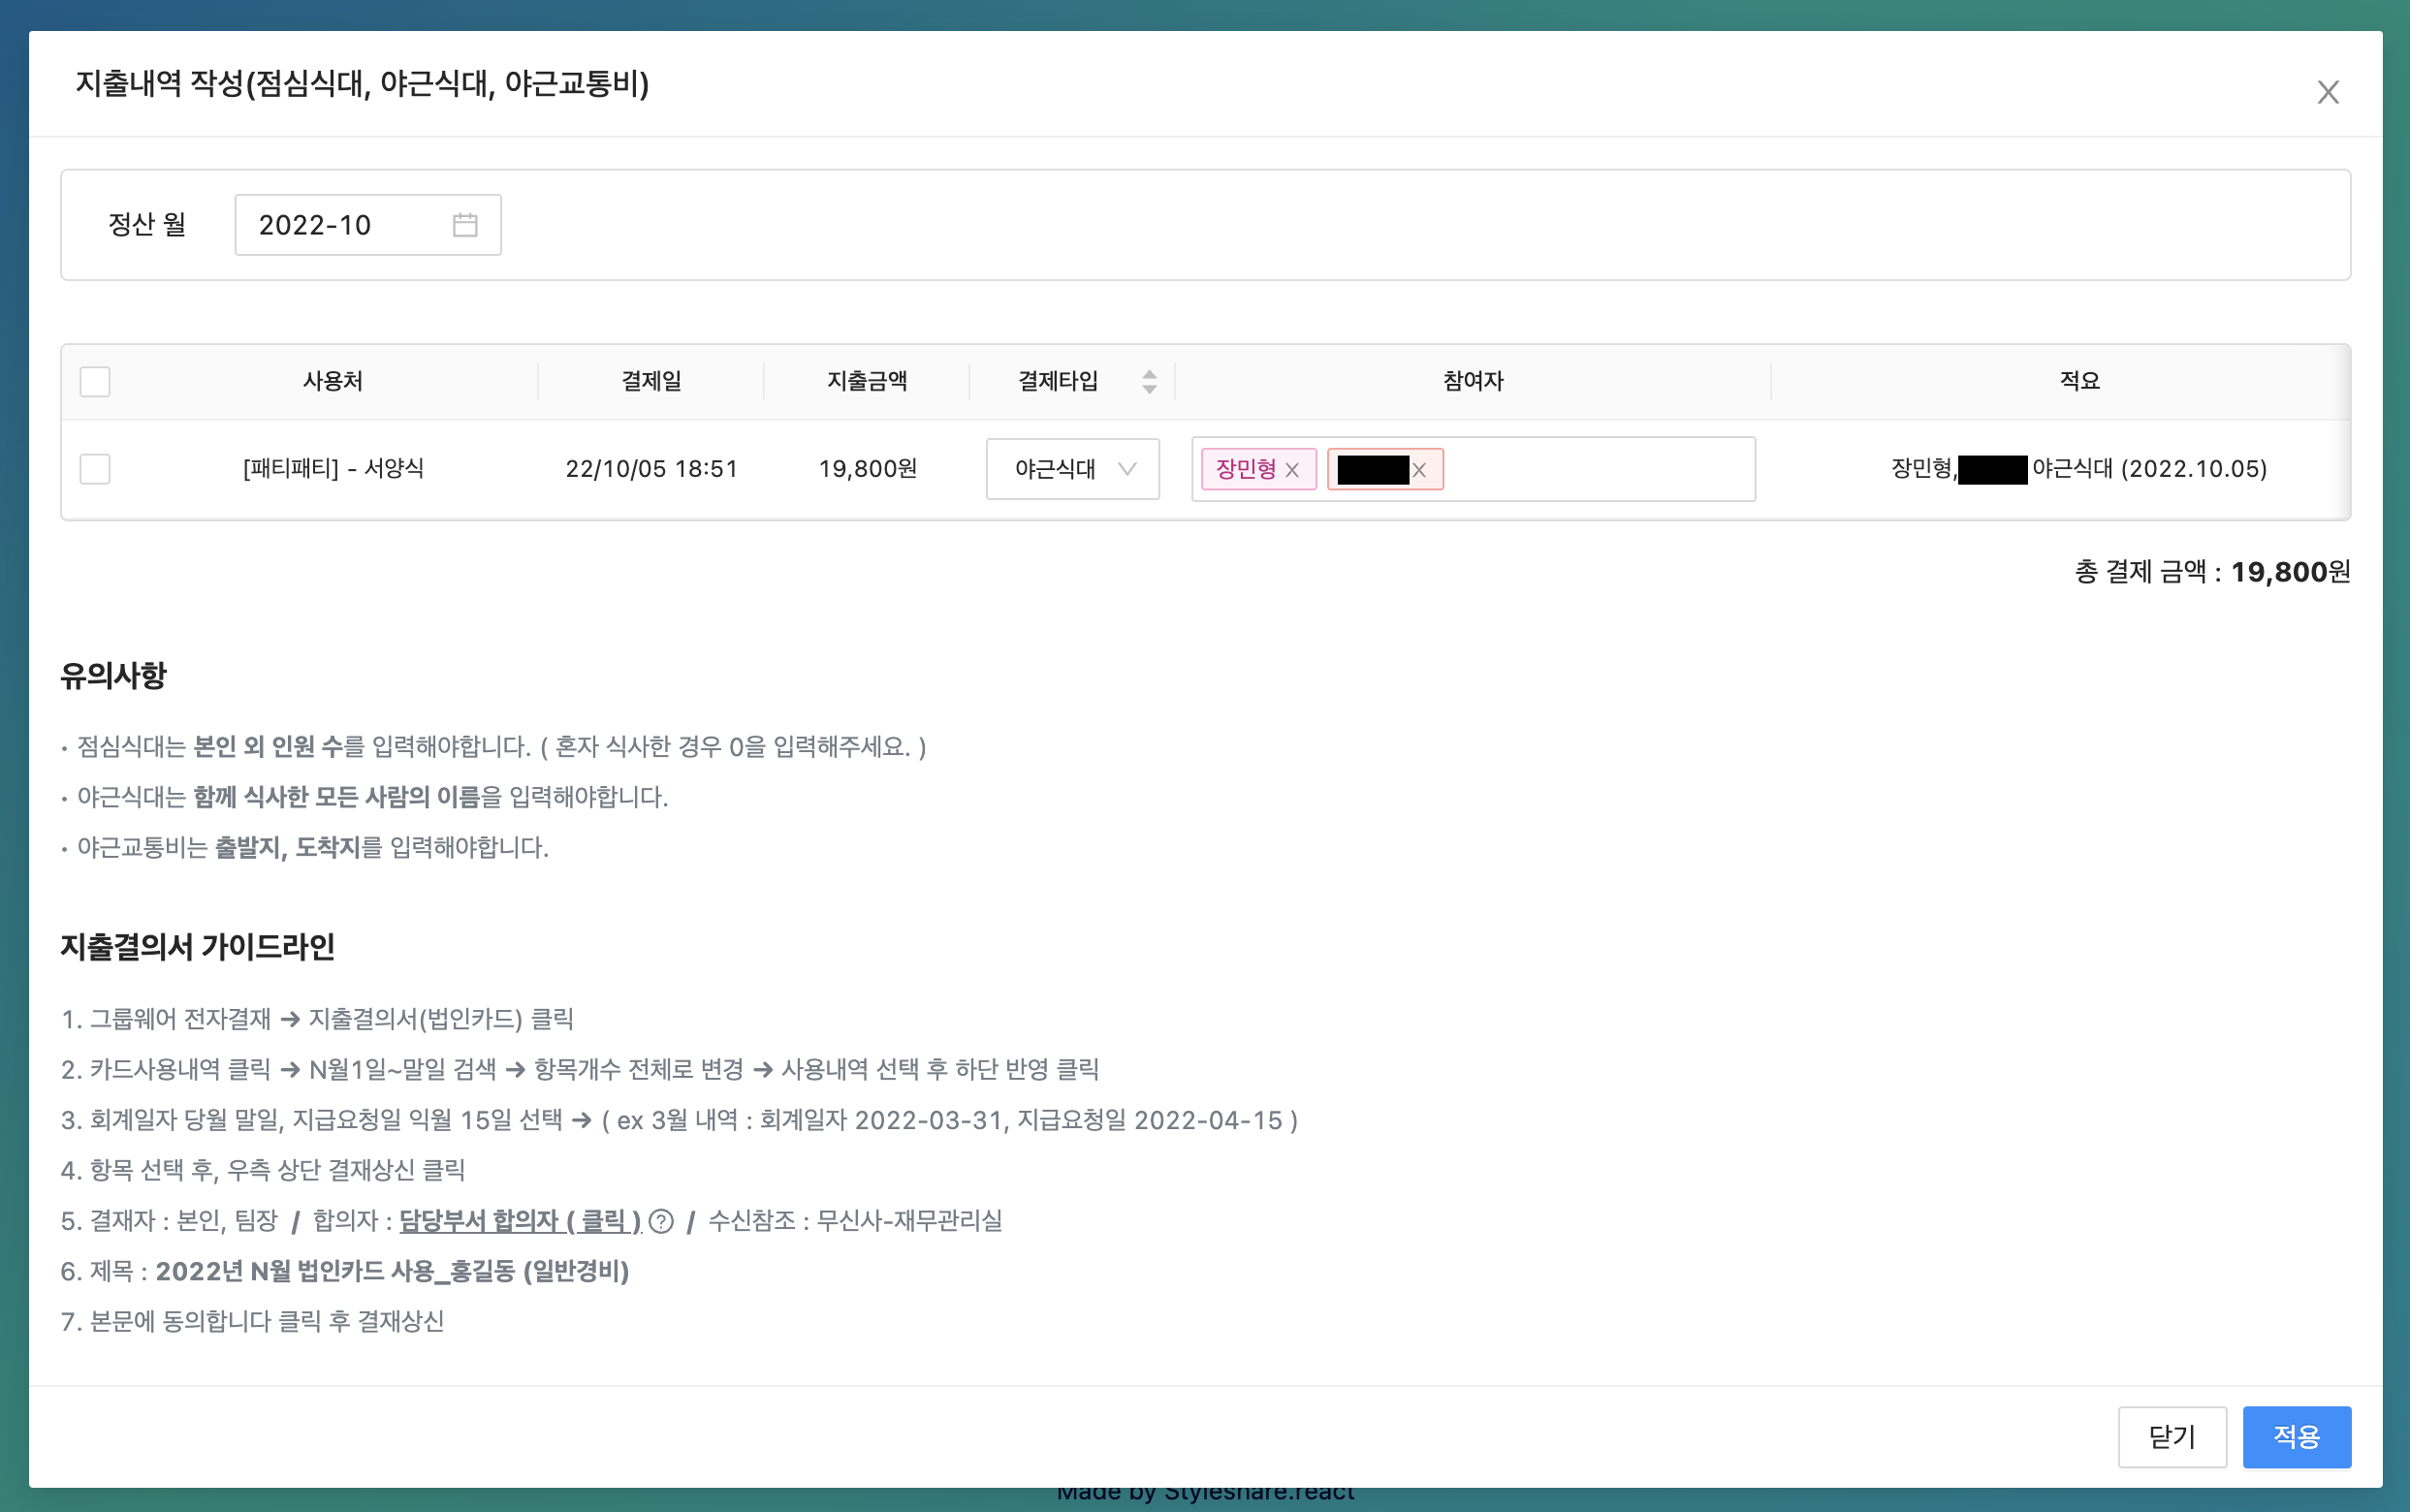 지출내역 작성(점심식대, 야근식대, 야근교통비)
정산 월 2022-10
사용처 결제일 지출금액 결제타입 참여자 적요
[패티패티] - 서양식 22/10/05 18:51 19,800원 야근식대 장민형 장민형, 야근식대 (2022.10.05)
총 결제 금액 : 19,800원
유의사항
• 점심식대는 본인 외 인원 수를 입력해야합니다. ( 혼자 식사한 경우 0을 입력해주세요. )
• 야근식대는 함께 식사한 모든 사람의 이름을 입력해야합니다.
• 야근교통비는 출발지, 도착지를 입력해야합니다.
지출결의서 가이드라인
1. 그룹웨어 전자결재 → 지출결의서(법인카드) 클릭
2. 카드사용내역 클릭 → N월1일~말일 검색 → 항목개수 전체로 변경 → 사용내역 선택 후 하단 반영 클릭
3. 회계일자 당월 말일, 지급요청일 익월 15일 선택 → ( ex 3월 내역 : 회계일자 2022-03-31, 지급요청일 2022-04-15 )
4. 항목 선택 후, 우측 상단 결재상신 클릭
5. 결재자 : 본인, 팀장 / 합의자 : 담당부서 합의자 ( 클릭 ) ? / 수신참조 : 무신사-재무관리실
6. 제목 : 2022년 N월 법인카드 사용_홍길동 (일반경비)
7. 본문에 동의합니다 클릭 후 결재상신
닫기 적용
Made by Styleshare.react